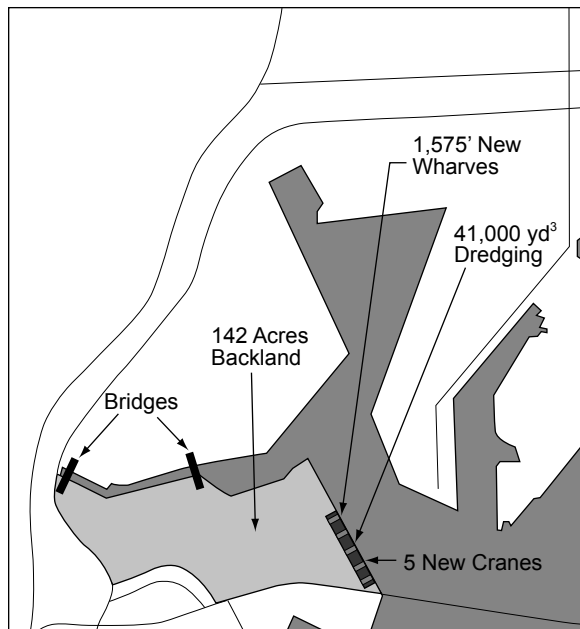 1,575’ New
Wharves
41,000 yd³
Dredging
142 Acres
Backland
Bridges
5 New Cranes